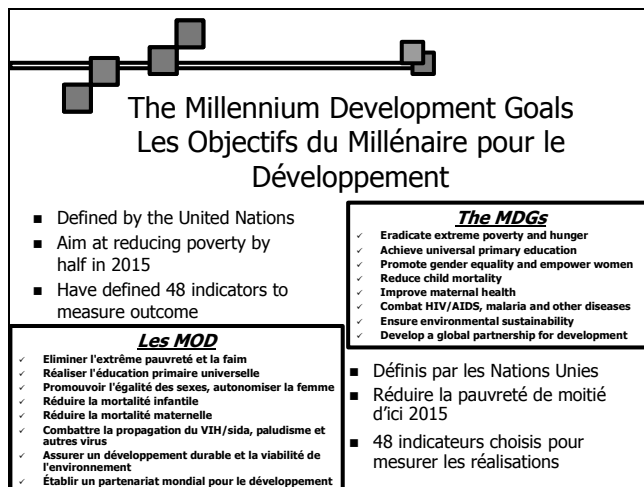 The Millennium Development Goals
Les Objectifs du Millénaire pour le
Développement
■ Defined by the United Nations
■ Aim at reducing poverty by
half in 2015
■ Have defined 48 indicators to
measure outcome
The MDGs
✓ Eradicate extreme poverty and hunger
✓ Achieve universal primary education
✓ Promote gender equality and empower women
✓ Reduce child mortality
✓ Improve maternal health
✓ Combat HIV/AIDS, malaria and other diseases
✓ Ensure environmental sustainability
✓ Develop a global partnership for development
Les MOD
✓ Eliminer l'extrême pauvreté et la faim
✓ Réaliser l'éducation primaire universelle
✓ Promouvoir l'égalité des sexes, autonomiser la femme
✓ Réduire la mortalité infantile
✓ Réduire la mortalité maternelle
✓ Combattre la propagation du VIH/sida, paludisme et
autres virus
✓ Assurer un développement durable et la viabilité de
l'environnement
✓ Établir un partenariat mondial pour le développement
■ Définis par les Nations Unies
■ Réduire la pauvreté de moitié
d'ici 2015
■ 48 indicateurs choisis pour
mesurer les réalisations